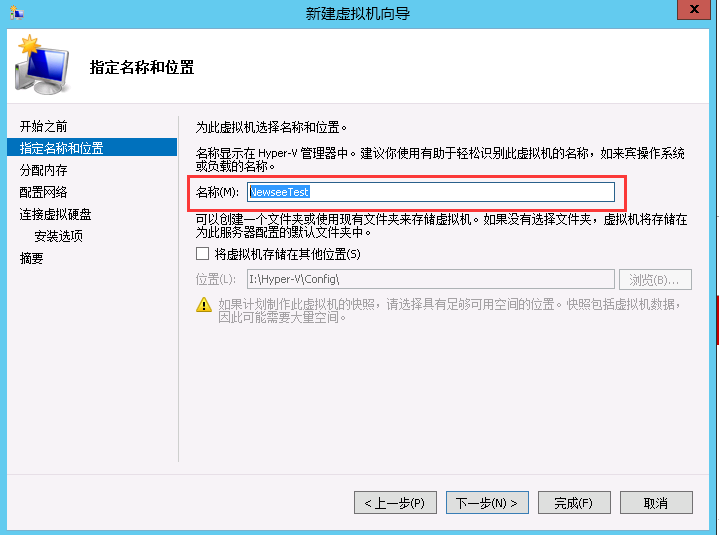 新建虚拟机向导
x
指定名称和位置
开始之前
指定名称和位置
分配内存
配置网络
连接虚拟硬盘
安装选项
摘要
为此虚拟机选择名称和位置。
名称显示在 Hyper-V 管理器中。建议你使用有助于轻松识别此虚拟机的名称，如来宾操作系统
或负载的名称。
名称(M): NewseeTest
可以创建一个文件夹或使用现有文件夹来存储虚拟机。如果没有选择文件夹，虚拟机将存储在
为此服务器配置的默认文件夹中。
将虚拟机存储在其他位置(S)
位置(L): I:\Hyper-V\Config\ 浏览(B)...
如果计划制作此虚拟机的快照，请选择具有足够可用空间的位置。快照包括虚拟机数据，
因此可能需要大量空间。
< 上一步(P) 下一步(N) > 完成(F) 取消